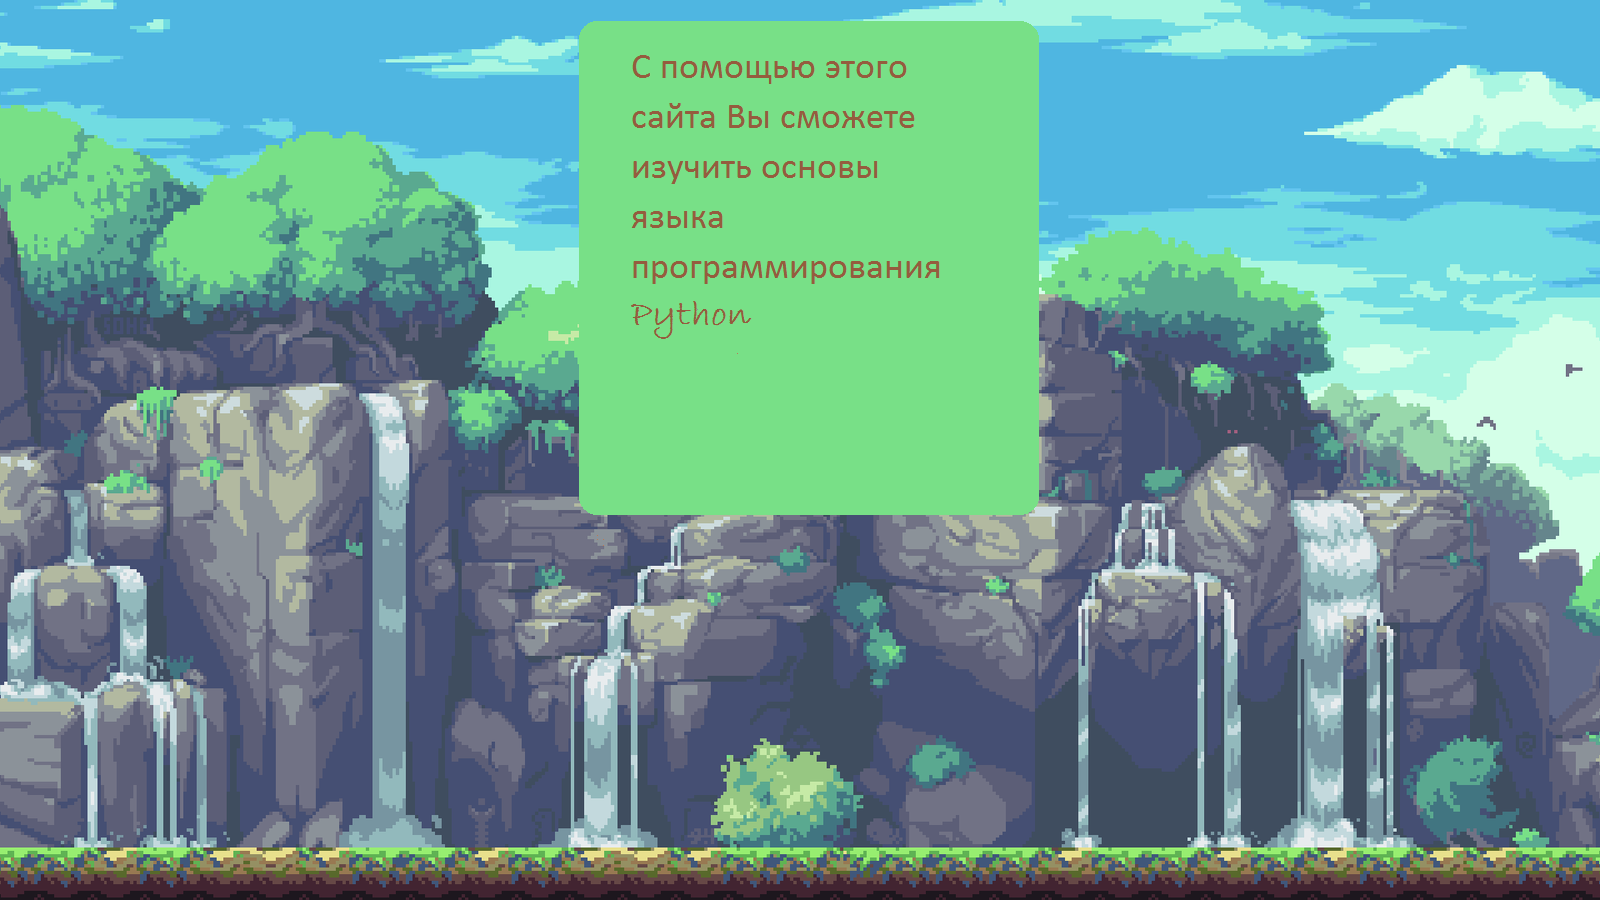 С помощью этого
сайта Вы сможете
изучить основы
языка
программирования
Python